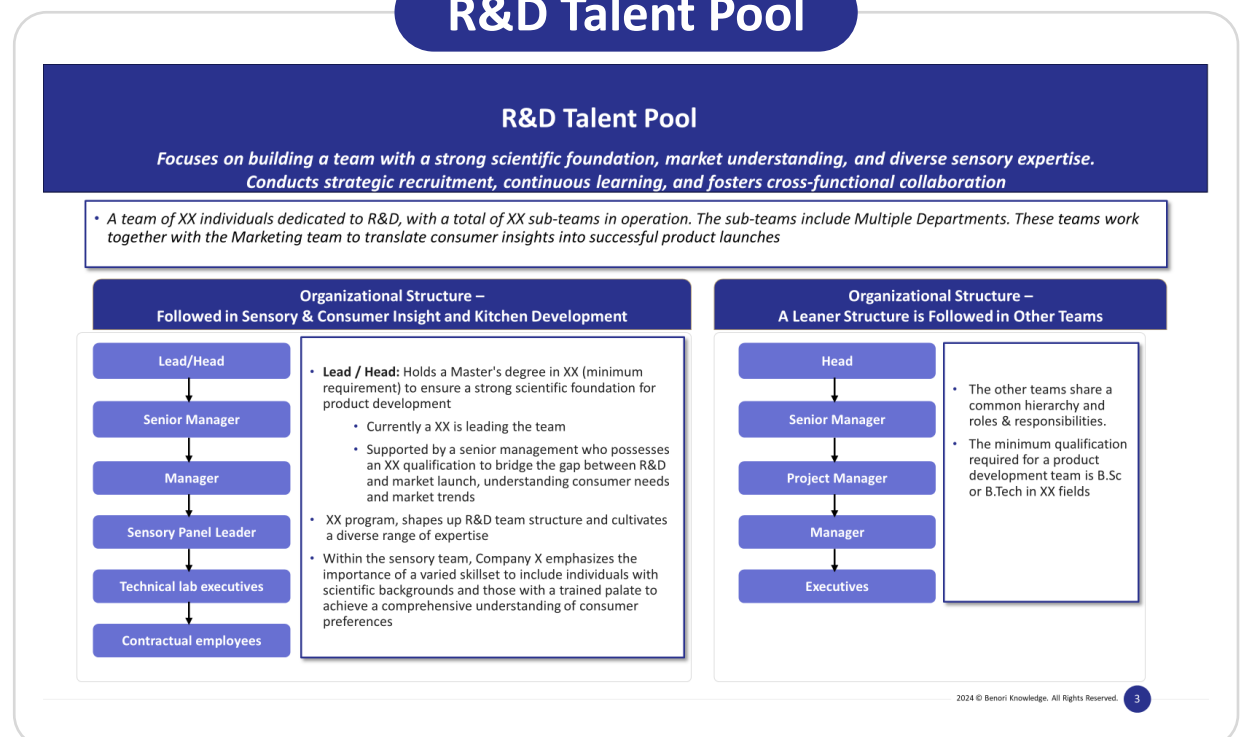 R&D Talent Pool
R&D Talent Pool
Focuses on building a team with a strong scientific foundation, market understanding, and diverse sensory expertise.
Conducts strategic recruitment, continuous learning, and fosters cross-functional collaboration
• A team of XX individuals dedicated to R&D, with a total of XX sub-teams in operation. The sub-teams include Multiple Departments. These teams work
together with the Marketing team to translate consumer insights into successful product launches
Organizational Structure –
Followed in Sensory & Consumer Insight and Kitchen Development
Lead/Head
Senior Manager
Manager
Sensory Panel Leader
Technical lab executives
Contractual employees
• Lead / Head: Holds a Master's degree in XX (minimum
requirement) to ensure a strong scientific foundation for
product development
• Currently a XX is leading the team
• Supported by a senior management who possesses
an XX qualification to bridge the gap between R&D
and market launch, understanding consumer needs
and market trends
• XX program, shapes up R&D team structure and cultivates
a diverse range of expertise
• Within the sensory team, Company X emphasizes the
importance of a varied skillset to include individuals with
scientific backgrounds and those with a trained palate to
achieve a comprehensive understanding of consumer
preferences
Organizational Structure –
A Leaner Structure is Followed in Other Teams
Head
Senior Manager
Project Manager
Manager
Executives
• The other teams share a
common hierarchy and
roles & responsibilities.
• The minimum qualification
required for a product
development team is B.Sc
or B.Tech in XX fields
2024 © Benori Knowledge. All Rights Reserved.
3